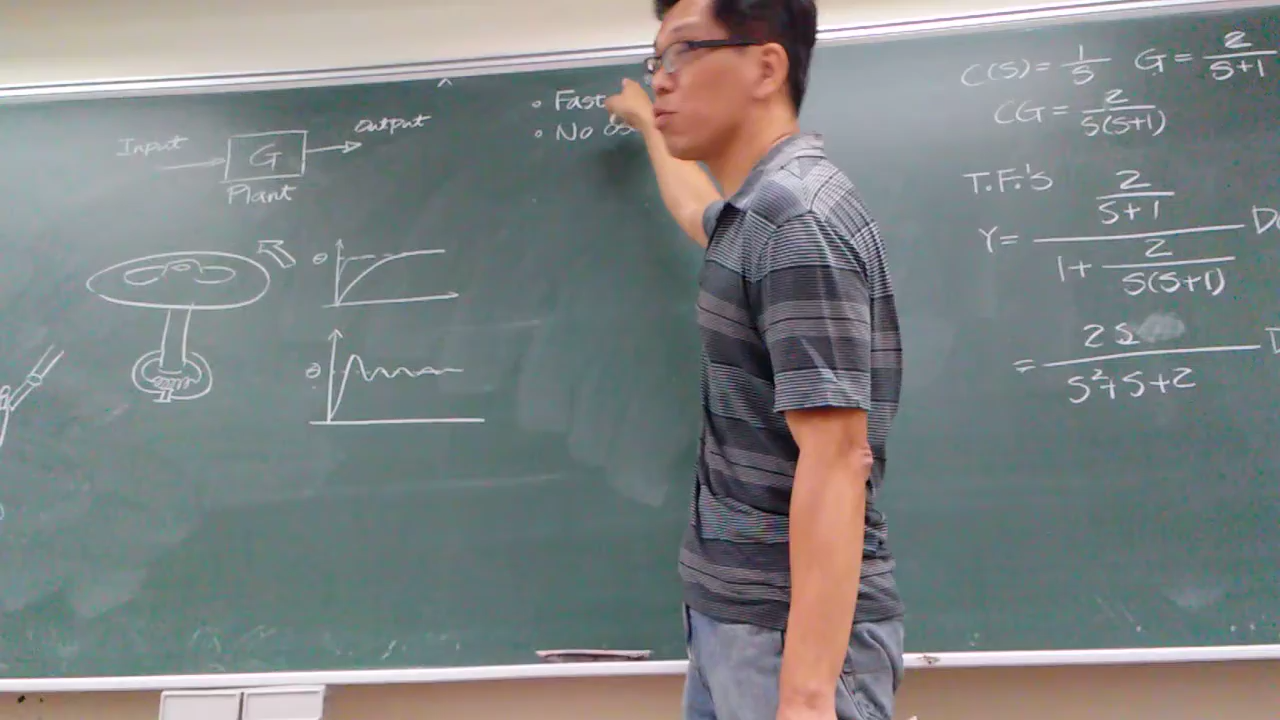 Input
Output
G
Plant
θ
θ
• Fast
• No
C(S) = 1/S G = 2/(S+1)
CG = 2/(S(S+1))
T.F.'s
Y = (2/(S+1))/(1+2/(S(S+1)))
= 2S/(S²+S+2)